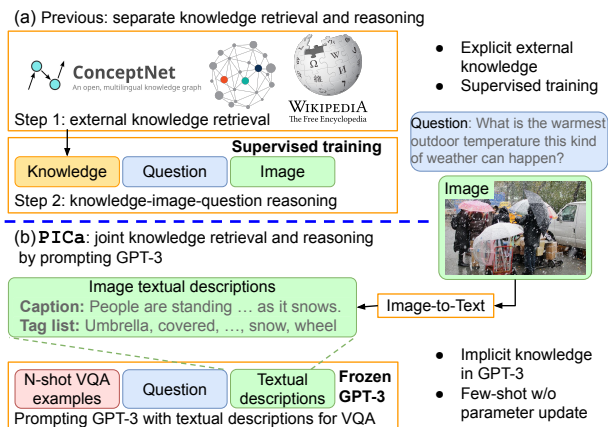 (a) Previous: separate knowledge retrieval and reasoning
ConceptNet
An open, multilingual knowledge graph
WIKIPEDIA
The Free Encyclopedia
Step 1: external knowledge retrieval
Supervised training
Knowledge
Question
Image
Step 2: knowledge-image-question reasoning
● Explicit external
knowledge
● Supervised training
Question: What is the warmest
outdoor temperature this kind
of weather can happen?
Image
(b) PICa: joint knowledge retrieval and reasoning
by prompting GPT-3
Image textual descriptions
Caption: People are standing … as it snows.
Tag list: Umbrella, covered, …, snow, wheel
Image-to-Text
N-shot VQA
examples
Question
Textual
descriptions
Frozen
GPT-3
Prompting GPT-3 with textual descriptions for VQA
● Implicit knowledge
in GPT-3
● Few-shot w/o
parameter update